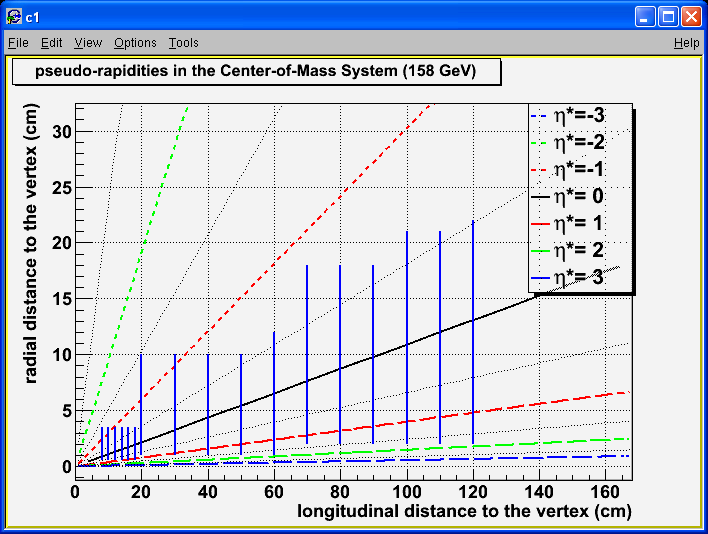 c1
File Edit View Options Tools Help
pseudo-rapidities in the Center-of-Mass System (158 GeV)
radial distance to the vertex (cm)
30
25
20
15
10
5
0
η*=-3
η*=-2
η*=-1
η*= 0
η*= 1
η*= 2
η*= 3
0 20 40 60 80 100 120 140 160
longitudinal distance to the vertex (cm)